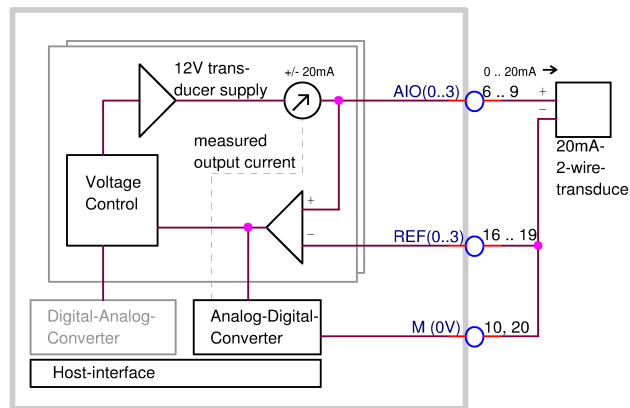 12V trans-
ducer supply
+/- 20mA
0 .. 20mA
AIO(0..3)
6 .. 9
+
−
20mA-
2-wire-
transduce
measured
output current
Voltage
Control
+
−
REF(0..3)
16 .. 19
Digital-Analog-
Converter
Analog-Digital-
Converter
M (0V)
10, 20
Host-interface